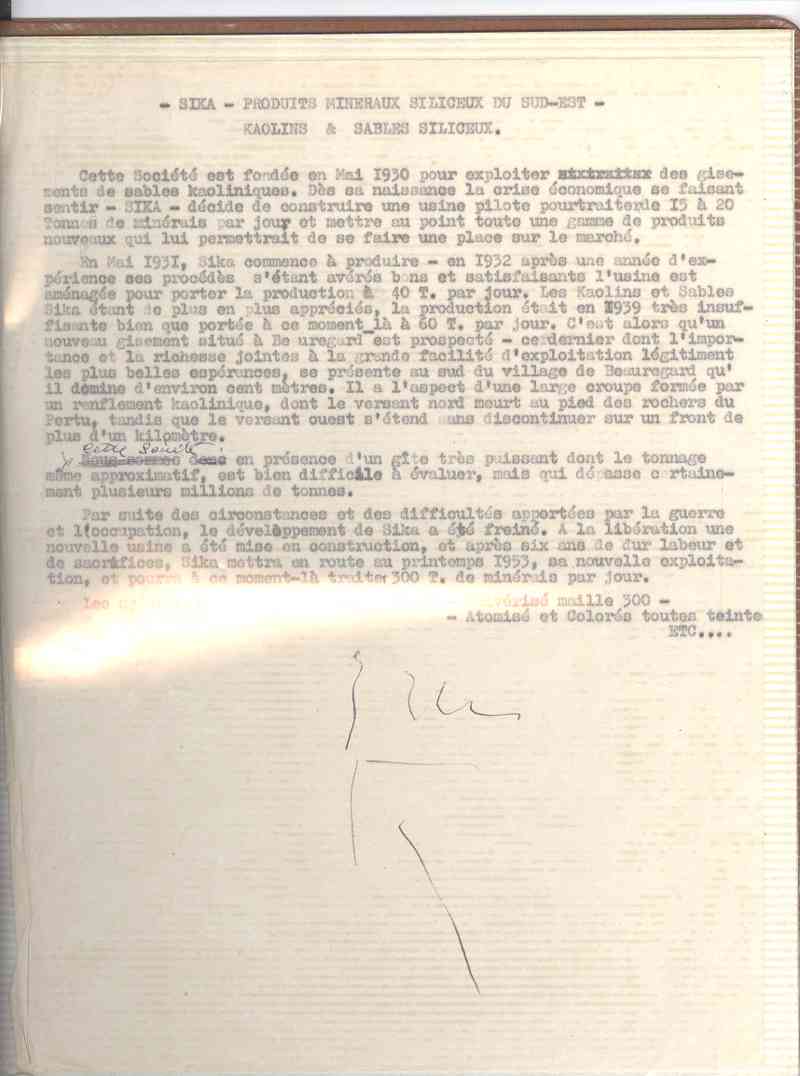 - SIKA - PRODUITS MINERAUX SILICEUX DU SUD-EST -
KAOLINS & SABLES SILICEUX.
Cette Société est fondée en Mai 1930 pour exploiter des gise-
ments de sables kaoliniques. Dès sa naissance la crise économique se faisant
sentir - SIKA - décide de construire une usine pilote pourtraiterde 15 à 20
Tonnes de minérais par jour et mettre au point toute une gamme de produits
nouveaux qui lui permettrait de se faire une place sur le marché.
En Mai 1931, Sika commence à produire - en 1932 après une année d'ex-
périence ses procédés s'étant avérés bons et satisfaisants l'usine est
aménagée pour porter la production à 40 T. par jour. Les Kaolins et Sables
Sika étant de plus en plus appréciés, la production était en 1939 très insuf-
fisante bien que portée à ce moment là à 60 T. par jour. C'est alors qu'un
nouveau gisement situé à Beauregard est prospecté - cedernier dont l'impor-
tance et la richesse jointes à la grande facilité d'exploitation légitiment
les plus belles espérances, se présente au sud du village de Beauregard qu'
il domine d'environ cent mètres. Il a l'aspect d'une large croupe formée par
un renflement kaolinique, dont le versant nord meurt au pied des rochers du
Pertu, tandis que le versant ouest s'étend sans discontinuer sur un front de
plus d'un kilomètre.
cette Société
Nous sommes donc en présence d'un gîte très puissant dont le tonnage
même approximatif, est bien difficile à évaluer, mais qui dépasse certaine-
ment plusieurs millions de tonnes.
Par suite des circonstances et des difficultés apportées par la guerre
et l'occupation, le développement de Sika a été freiné. A la libération une
nouvelle usine a été mise en construction, et après six ans de dur labeur et
de sacrifices, Sika mettra en route au printemps 1953, sa nouvelle exploita-
tion, et pourra à ce moment-là traiter 300 T. de minérais par jour.
Les maille 300 -
- Atomisé et Colorés toutes teinte
ETC....